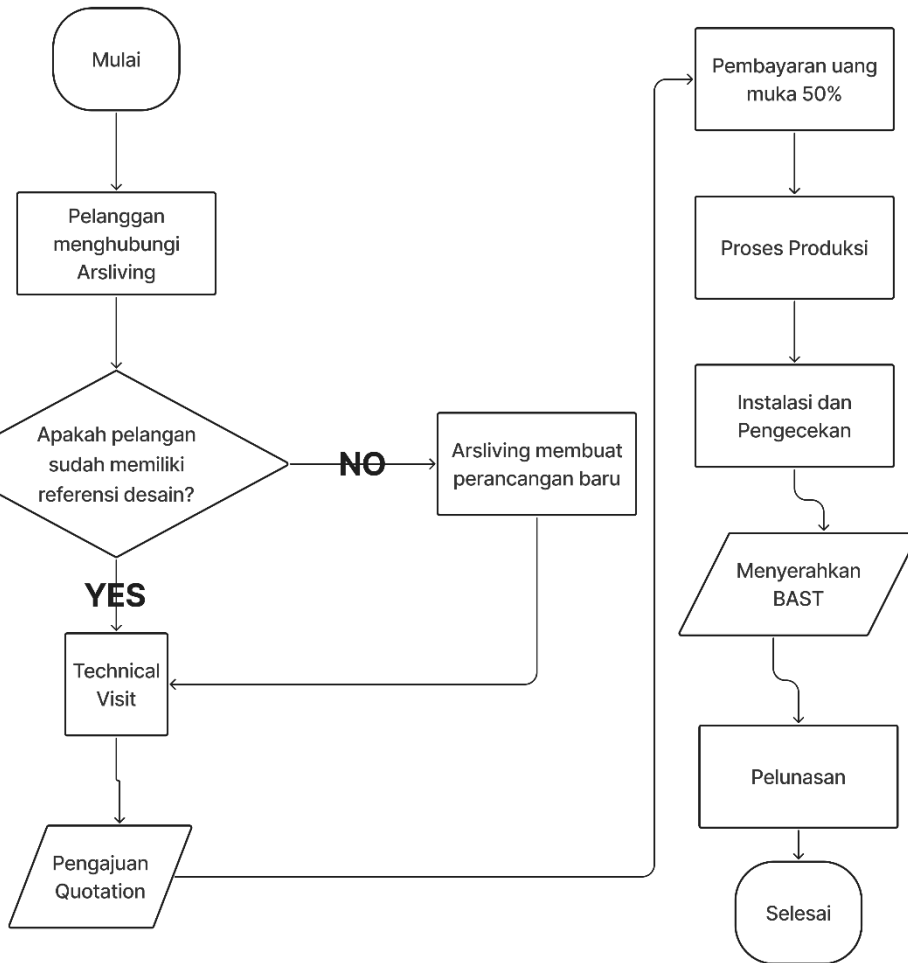 Mulai
Pelanggan
menghubungi
Arsliving
Apakah pelangan
sudah memiliki
referensi desain?
NO
Arsliving membuat
perancangan baru
YES
Technical
Visit
Pengajuan
Quotation
Pembayaran uang
muka 50%
Proses Produksi
Instalasi dan
Pengecekan
Menyerahkan
BAST
Pelunasan
Selesai